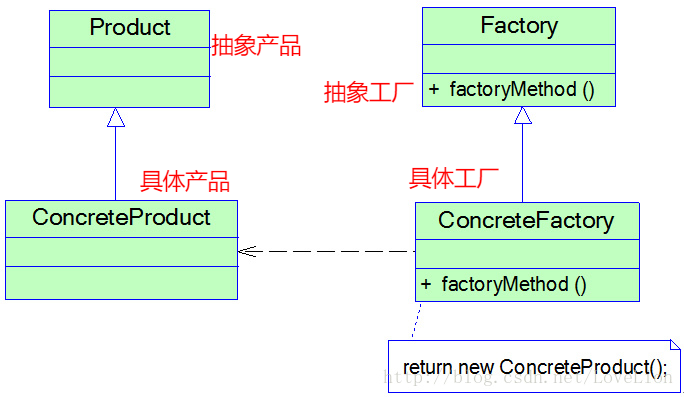 Product
抽象产品
Factory
抽象工厂
+ factoryMethod ()
具体产品
具体工厂
ConcreteProduct
ConcreteFactory
+ factoryMethod ()
return new ConcreteProduct();
http://blog.csdn.net/LoveLion